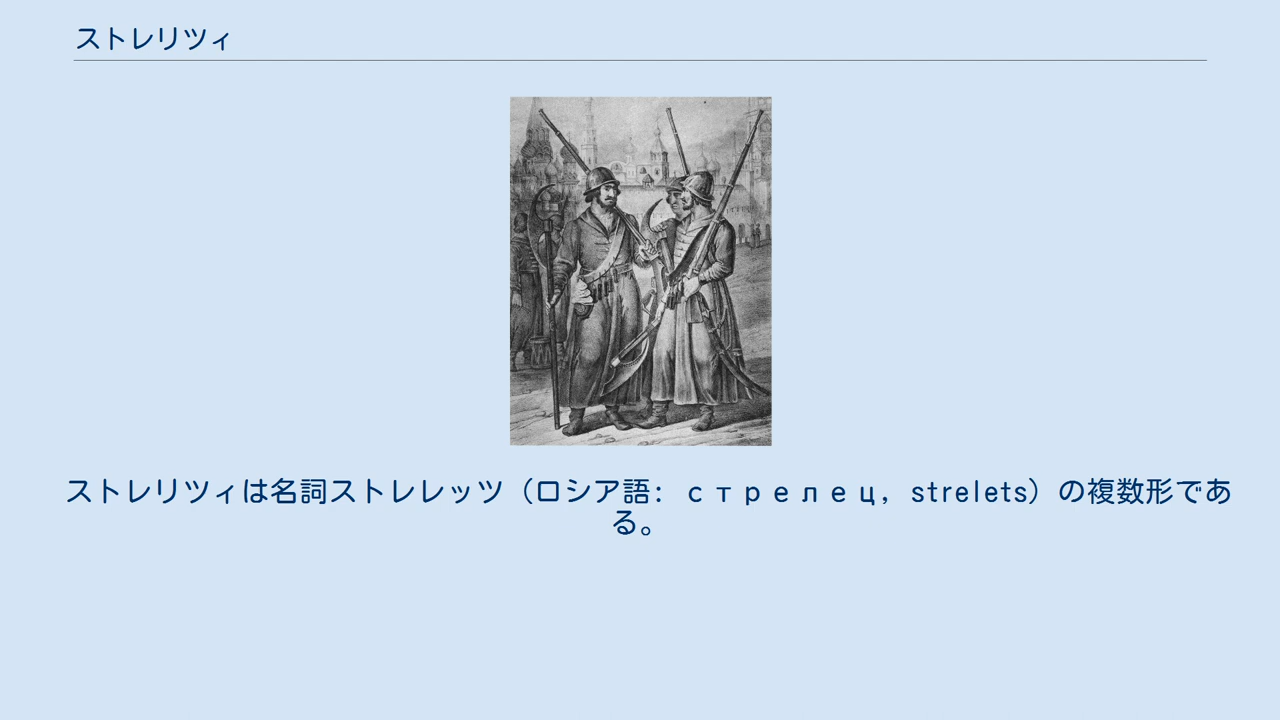 ストレリツィ
ストレリツィは名詞ストレレッツ（ロシア語: стрелец, strelets）の複数形であ
る。